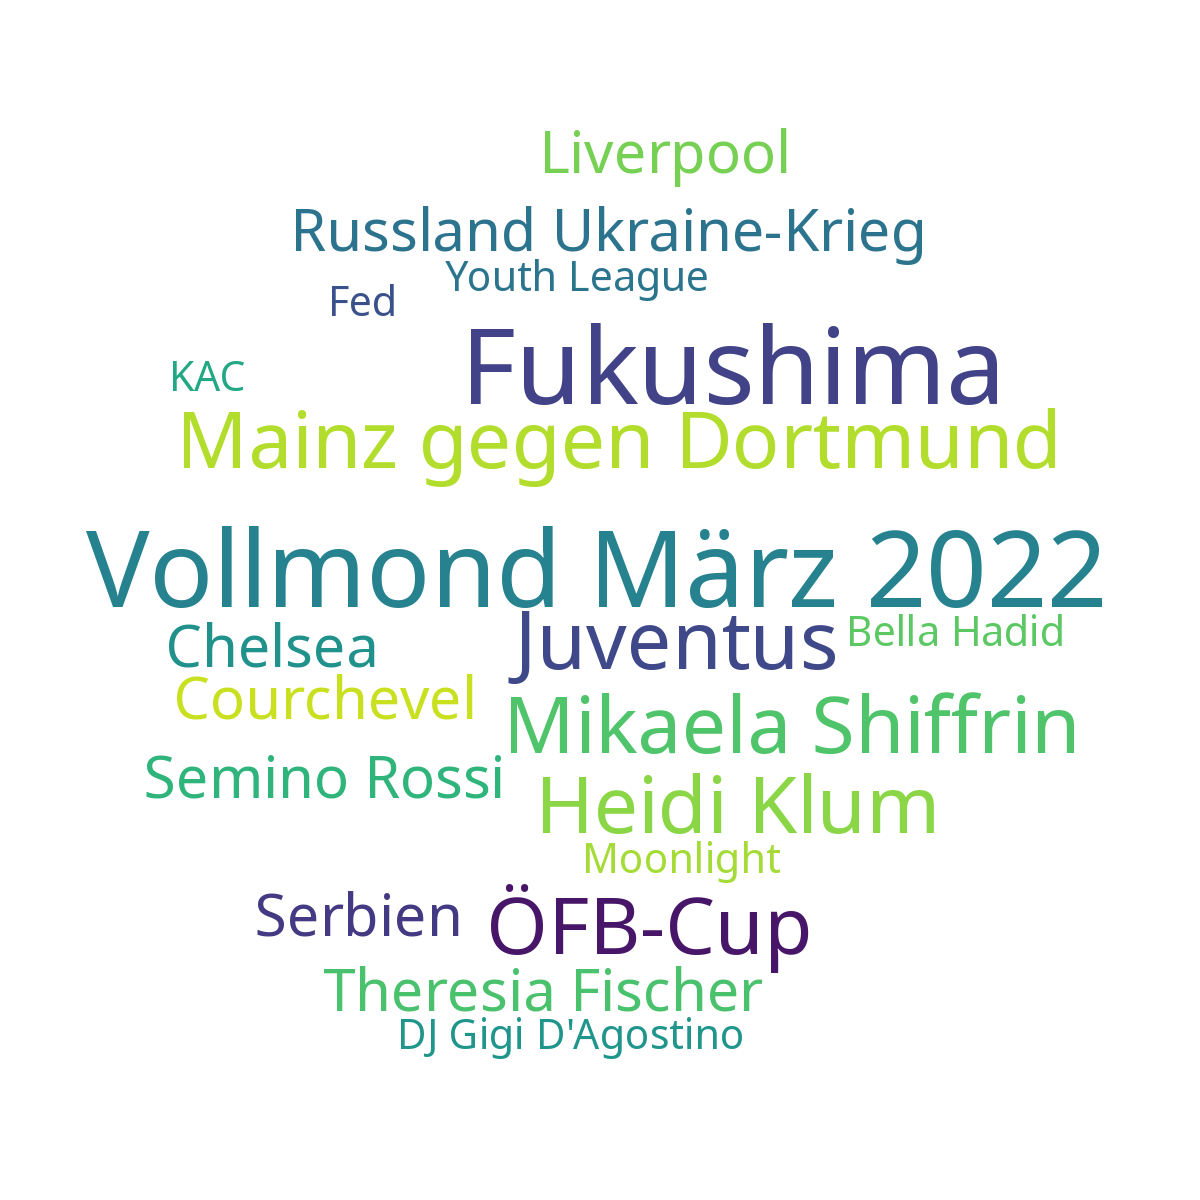 Liverpool
Russland Ukraine-Krieg
Youth League
Fed
Fukushima
KAC
Mainz gegen Dortmund
Vollmond März 2022
Chelsea
Juventus
Bella Hadid
Courchevel
Mikaela Shiffrin
Semino Rossi
Heidi Klum
Moonlight
Serbien
ÖFB-Cup
Theresia Fischer
DJ Gigi D'Agostino